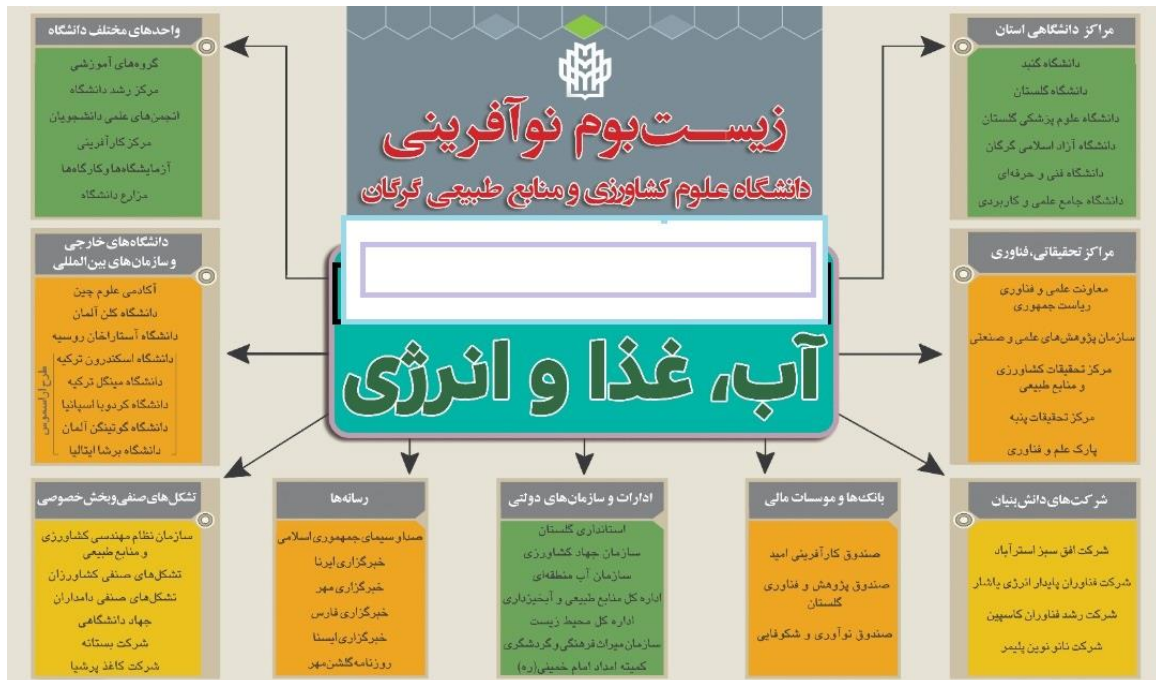 زیست‌بوم نوآفرینی
دانشگاه علوم کشاورزی و منابع طبیعی گرگان
آب، غذا و انرژی
مراکز دانشگاهی استان
دانشگاه گنبد
دانشگاه گلستان
دانشگاه علوم پزشکی گلستان
دانشگاه آزاد اسلامی گرگان
دانشگاه فنی و حرفه‌ای
دانشگاه جامع علمی و کاربردی
مراکز تحقیقاتی، فناوری
معاونت علمی و فناوری
ریاست جمهوری
سازمان پژوهش‌های علمی و صنعتی
مرکز تحقیقات کشاورزی
و منابع طبیعی
مرکز تحقیقات پنبه
پارک علم و فناوری
شرکت‌های دانش‌بنیان
شرکت افق سبز استرآباد
شرکت فناوران پایدار انرژی یاشار
شرکت رشد فناوران کاسپین
شرکت نانو نوین پلیمر
بانک‌ها و موسسات مالی
صندوق کارآفرینی امید
صندوق پژوهش و فناوری
گلستان
صندوق نوآوری و شکوفایی
ادارات و سازمان‌های دولتی
استانداری گلستان
سازمان جهاد کشاورزی
سازمان آب منطقه‌ای
اداره کل منابع طبیعی و آبخیزداری
اداره کل محیط زیست
سازمان میراث فرهنگی و گردشگری
کمیته امداد امام خمینی(ره)
رسانه‌ها
صدا و سیمای جمهوری اسلامی
خبرگزاری ایرنا
خبرگزاری مهر
خبرگزاری فارس
خبرگزاری ایسنا
روزنامه گلشن مهر
واحدهای مختلف دانشگاه
گروه‌های آموزشی
مرکز رشد دانشگاه
انجمن‌های علمی دانشجویان
مرکز کارآفرینی
آزمایشگاه‌ها و کارگاه‌ها
مزارع دانشگاه
دانشگاه‌های خارجی
و سازمان‌های بین‌المللی
آکادمی علوم چین
دانشگاه کلن آلمان
دانشگاه آستاراخان روسیه
دانشگاه اسکندرون ترکیه
دانشگاه مینگل ترکیه
دانشگاه کردوبا اسپانیا
دانشگاه گوتینگن آلمان
دانشگاه برشا ایتالیا
طرح اراسموس
تشکل‌های صنفی و بخش خصوصی
سازمان نظام مهندسی کشاورزی
و منابع طبیعی
تشکل‌های صنفی کشاورزان
تشکل‌های صنفی دامداران
جهاد دانشگاهی
شرکت بستانه
شرکت کاغذ پرشیا